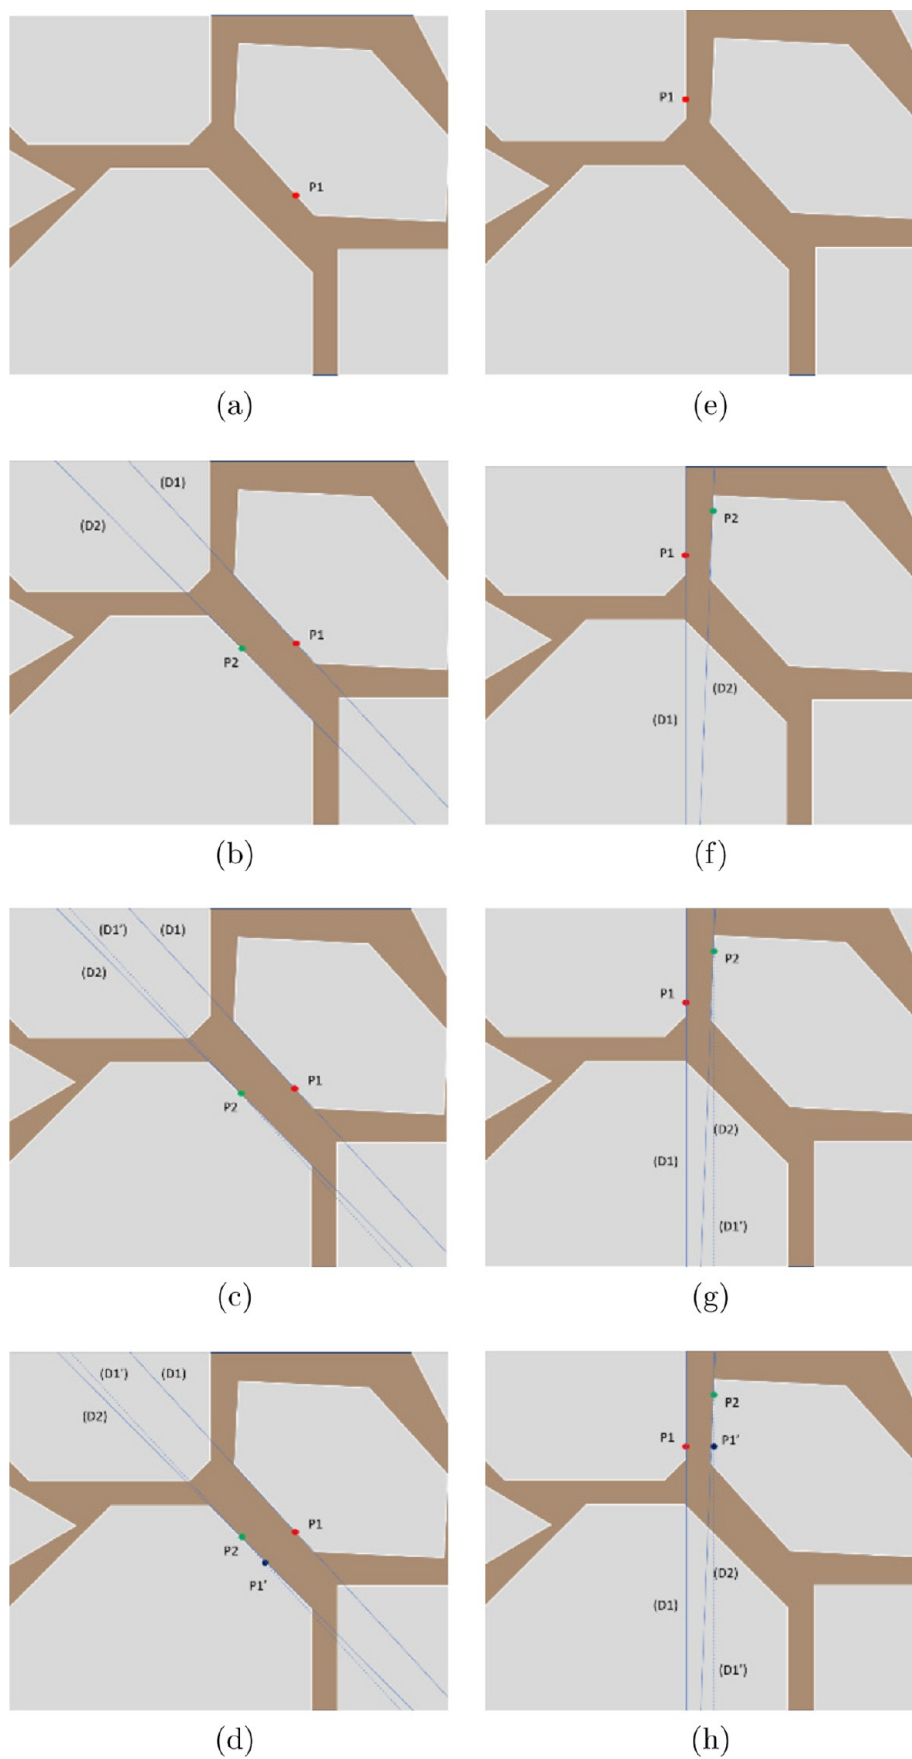 P1
(a)
P1
(e)
(D1)
(D2)
P1
P2
(b)
P2
P1
(D2)
(D1)
(f)
(D1')
(D1)
(D2)
P1
P2
(c)
P2
P1
(D2)
(D1)
(D1')
(g)
(D1')
(D1)
(D2)
P1
P2
P1'
(d)
P2
P1
P1'
(D2)
(D1)
(D1')
(h)